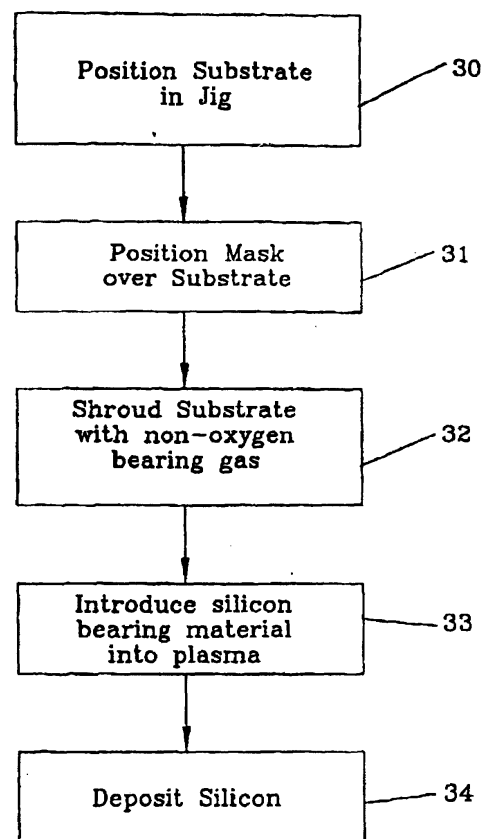 Position Substrate
in Jig
30
Position Mask
over Substrate
31
Shroud Substrate
with non-oxygen
bearing gas
32
Introduce silicon
bearing material
into plasma
33
Deposit Silicon
34